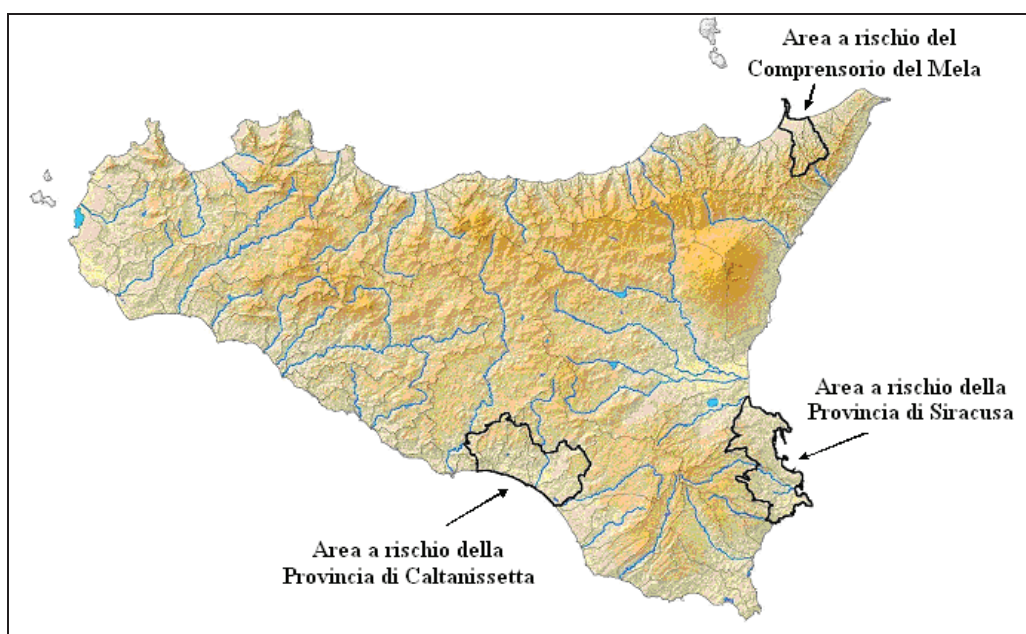 Area a rischio del
Comprensorio del Mela
Area a rischio della
Provincia di Siracusa
Area a rischio della
Provincia di Caltanissetta